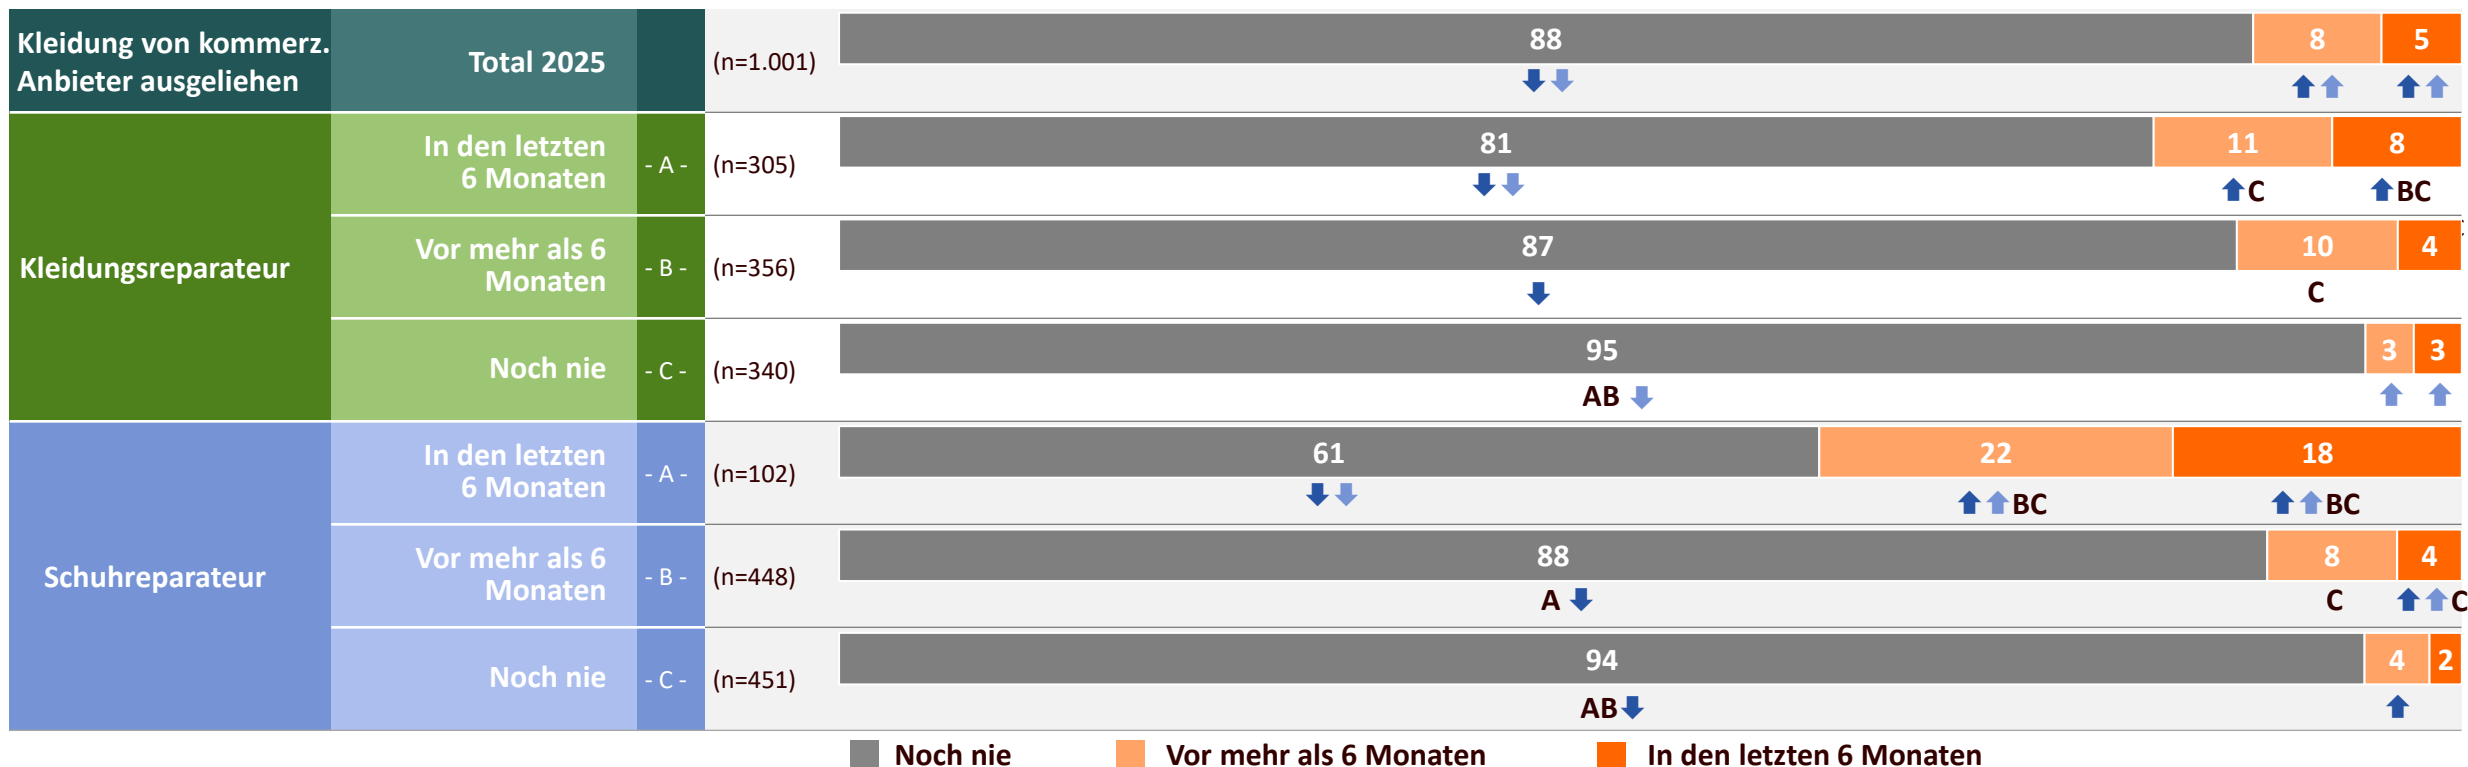 Kleidung von kommerz.
Anbieter ausgeliehen
Total 2025
(n=1.001)
88
8
5
Kleidungsreparateur
In den letzten
6 Monaten
- A -
(n=305)
81
11
8
C
BC
Vor mehr als 6
Monaten
- B -
(n=356)
87
10
4
C
Noch nie
- C -
(n=340)
95
3
3
AB
Schuhreparateur
In den letzten
6 Monaten
- A -
(n=102)
61
22
18
BC
BC
Vor mehr als 6
Monaten
- B -
(n=448)
88
8
4
A
C
C
Noch nie
- C -
(n=451)
94
4
2
AB
Noch nie
Vor mehr als 6 Monaten
In den letzten 6 Monaten